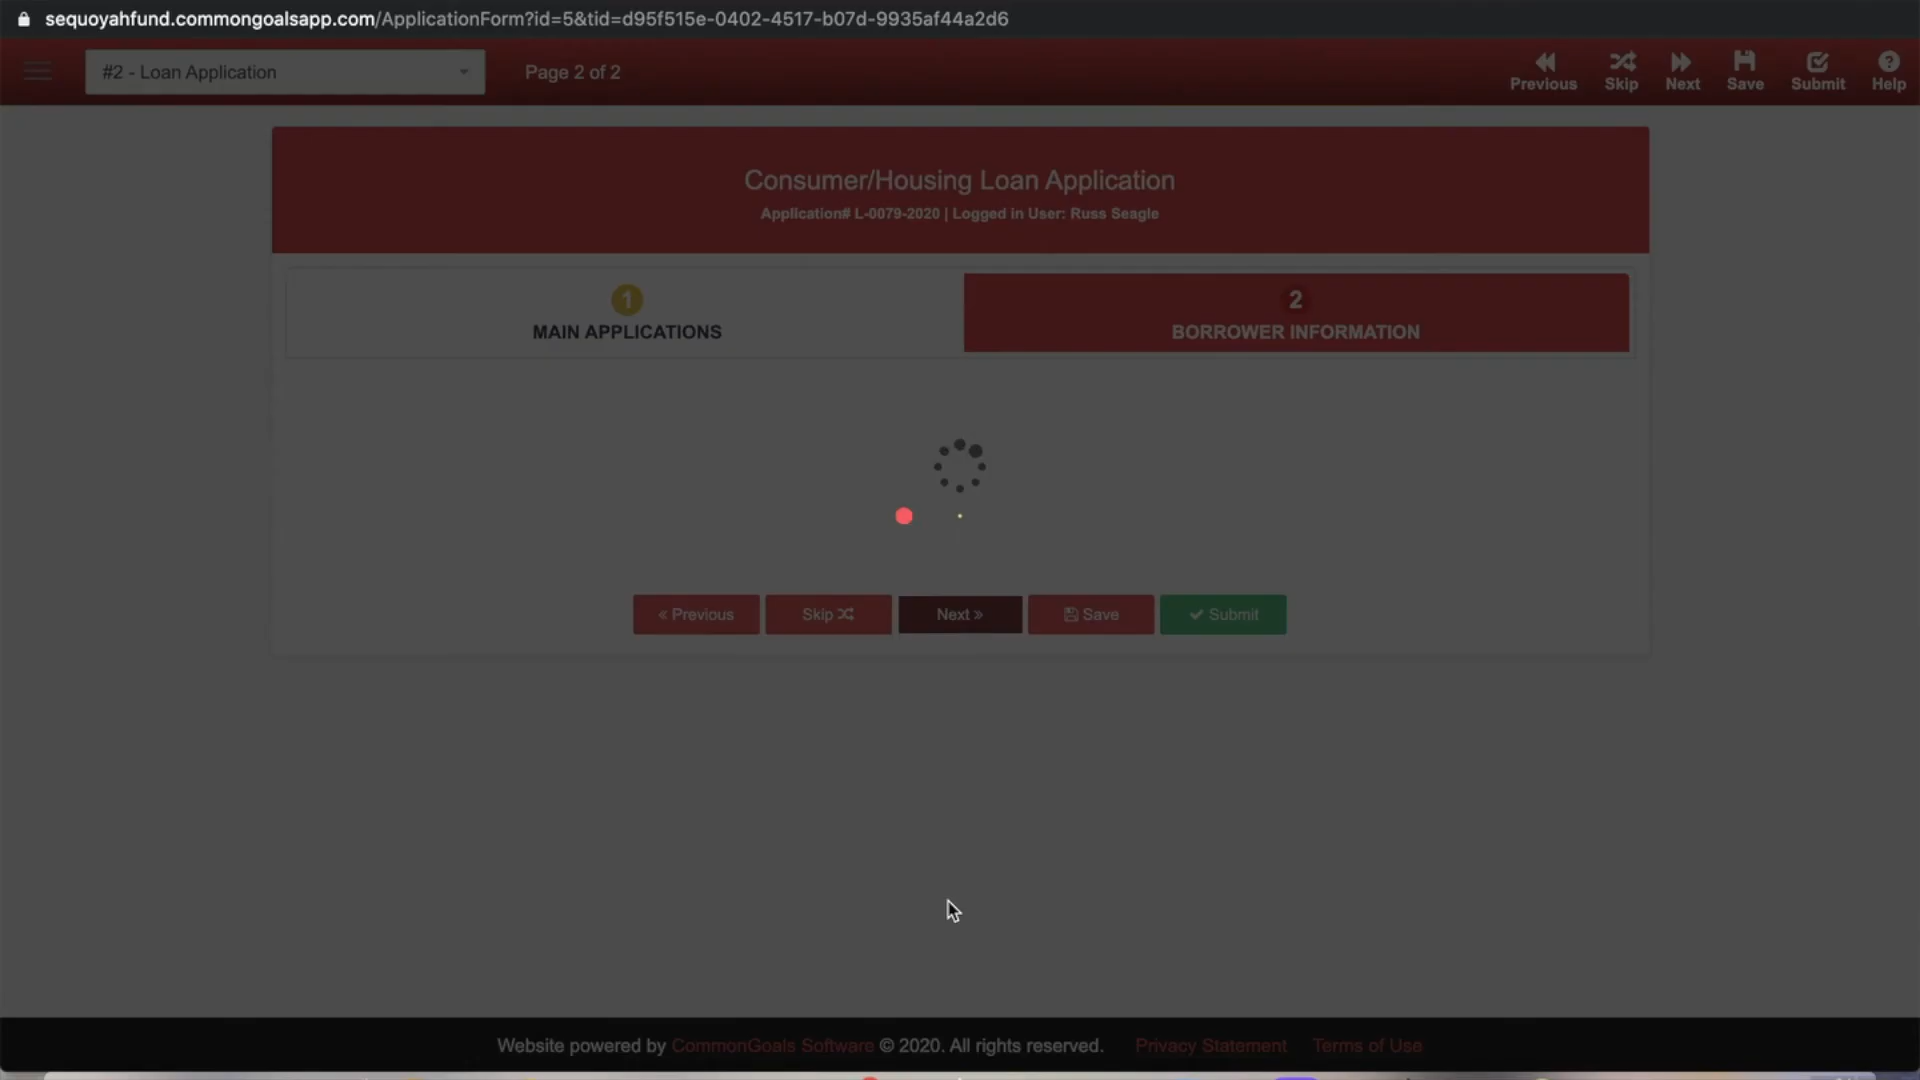 sequoyahfund.commongoalsapp.com/ApplicationForm?id=5&tid=d95f515e-0402-4517-b07d-9935af44a2d6
#2 - Loan Application
Page 2 of 2
Previous
Skip
Next
Save
Submit
Help
Consumer/Housing Loan Application
Application# L-0079-2020 | Logged in User: Russ Seagle
1
MAIN APPLICATIONS
2
BORROWER INFORMATION
« Previous
Skip
Next »
Save
Submit
Website powered by CommonGoals Software © 2020. All rights reserved. Privacy Statement Terms of Use